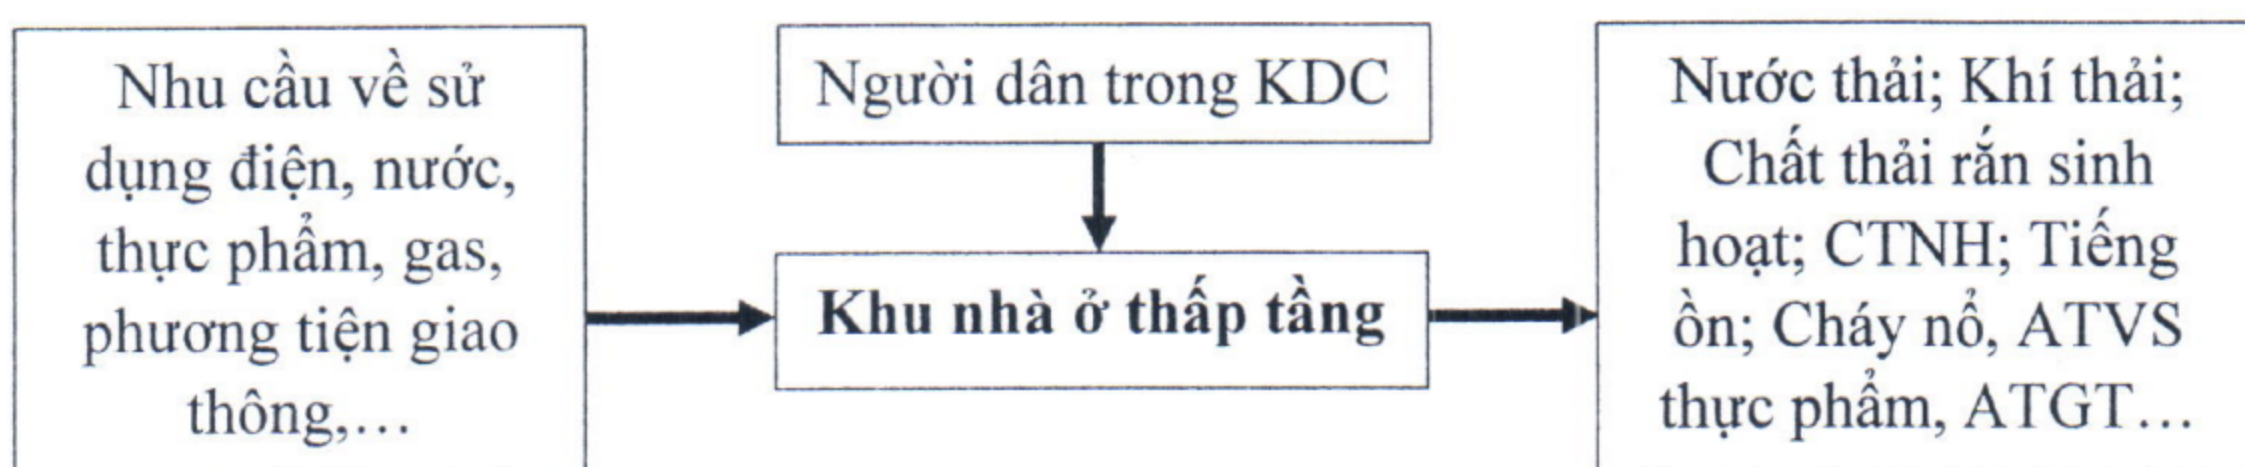 Nhu cầu về sử
dụng điện, nước,
thực phẩm, gas,
phương tiện giao
thông,…
Người dân trong KDC
Khu nhà ở thấp tầng
Nước thải; Khí thải;
Chất thải rắn sinh
hoạt; CTNH; Tiếng
ồn; Cháy nổ, ATVS
thực phẩm, ATGT…